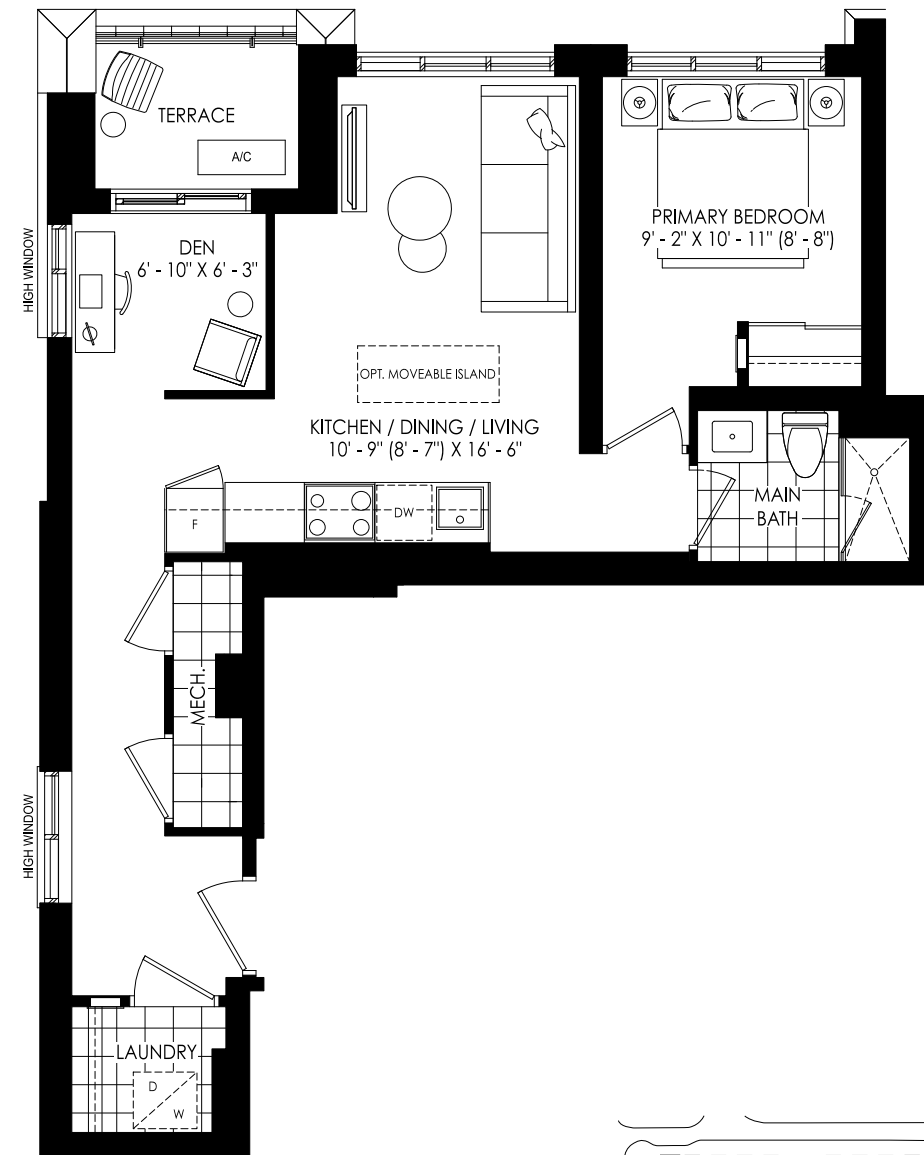 TERRACE
A/C
HIGH WINDOW
DEN
6' - 10" X 6' - 3"
PRIMARY BEDROOM
9' - 2" X 10' - 11" (8' - 8")
OPT. MOVEABLE ISLAND
KITCHEN / DINING / LIVING
10' - 9" (8' - 7") X 16' - 6"
F
DW
MAIN
BATH
MECH.
HIGH WINDOW
LAUNDRY
D
W